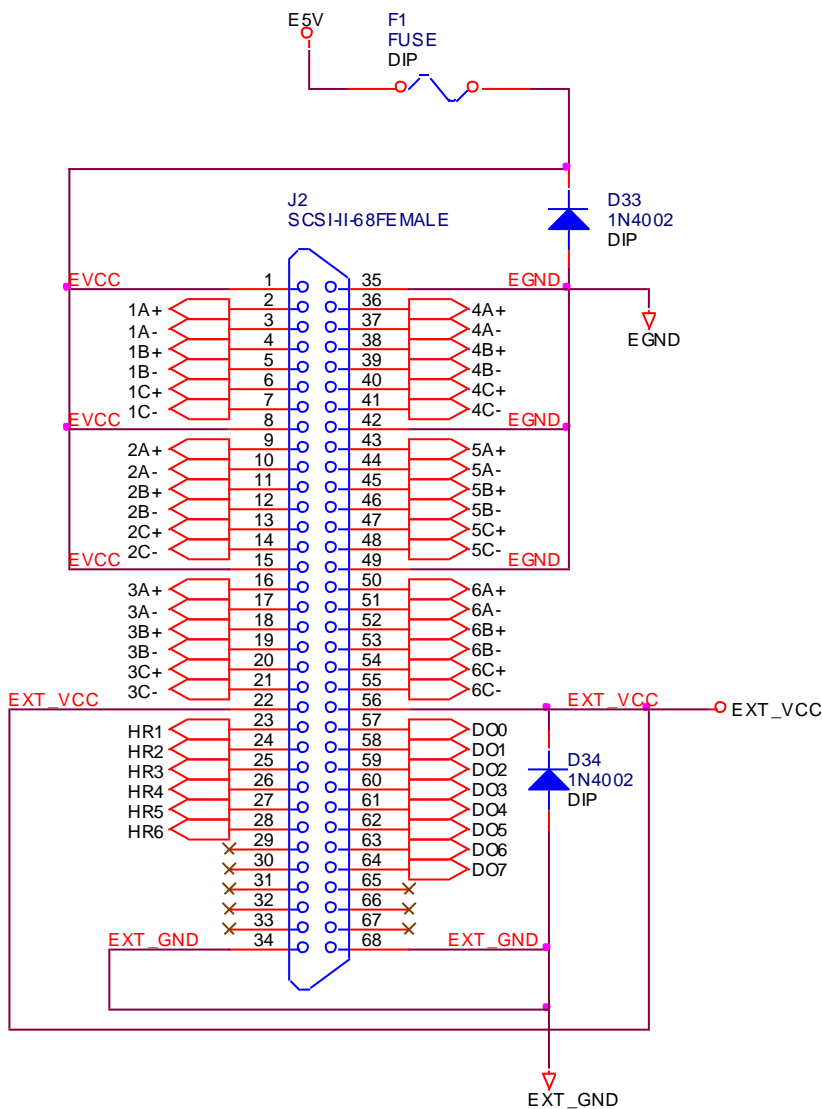 E5V
F1
FUSE
DIP
J2
SCSI-II-68FEMALE
D33
1N4002
DIP
EVCC 1 35 EGND
1A+ 2 36 4A+
1A- 3 37 4A-
1B+ 4 38 4B+
1B- 5 39 4B-
1C+ 6 40 4C+
1C- 7 41 4C-
EGND
EVCC 8 42 EGND
2A+ 9 43 5A+
2A- 10 44 5A-
2B+ 11 45 5B+
2B- 12 46 5B-
2C+ 13 47 5C+
2C- 14 48 5C-
EVCC 15 49 EGND
3A+ 16 50 6A+
3A- 17 51 6A-
3B+ 18 52 6B+
3B- 19 53 6B-
3C+ 20 54 6C+
3C- 21 55 6C-
EXT_VCC 22 56 EXT_VCC EXT_VCC
HR1 23 57 DO0
HR2 24 58 DO1
HR3 25 59 DO2
HR4 26 60 DO3
HR5 27 61 DO4
HR6 28 62 DO5
29 63 DO6
30 64 DO7
31 65
32 66
33 67
EXT_GND 34 68 EXT_GND
D34
1N4002
DIP
EXT_GND